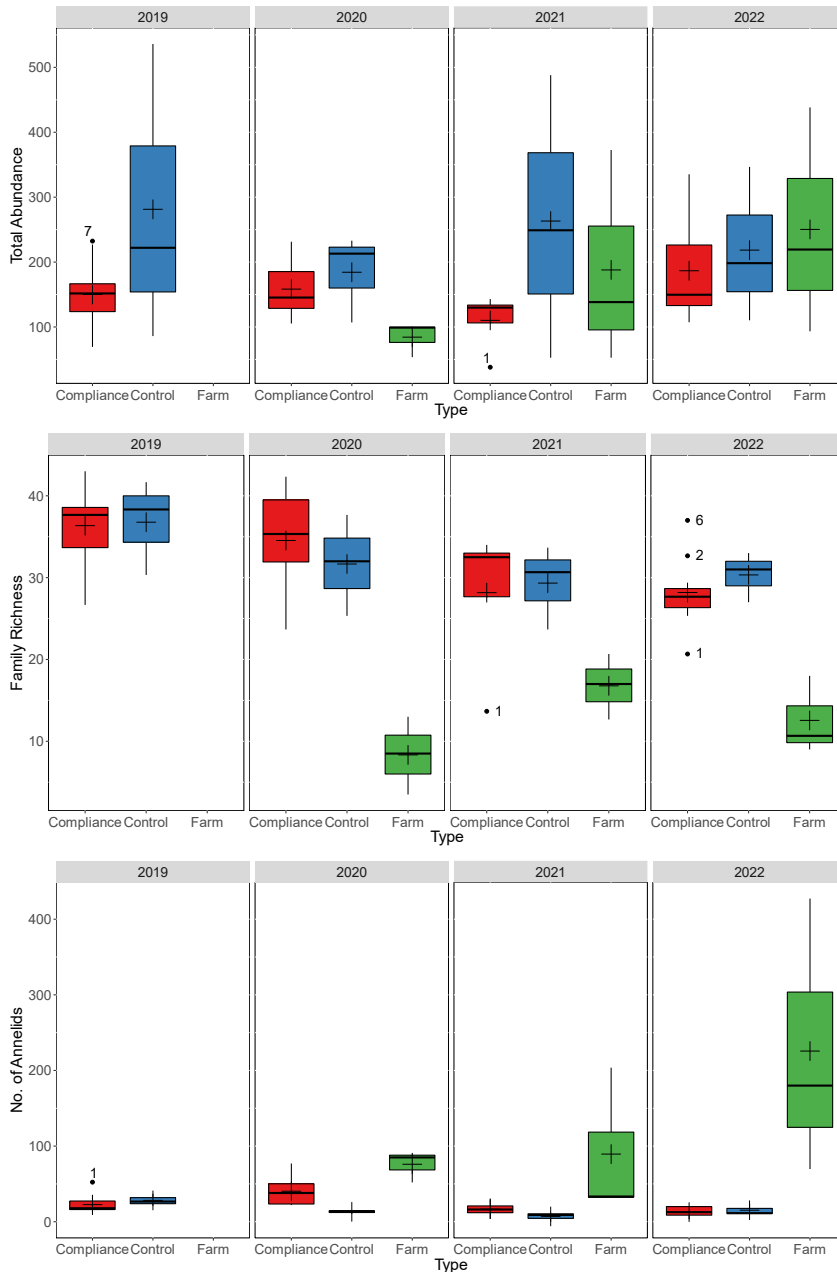 2019 2020 2021 2022
Total Abundance
500
400
300
200
100
7
1
Compliance Control Farm Compliance Control Farm Compliance Control Farm Compliance Control Farm
Type
2019 2020 2021 2022
Family Richness
40
30
20
10
1
6
2
1
Compliance Control Farm Compliance Control Farm Compliance Control Farm Compliance Control Farm
Type
2019 2020 2021 2022
No. of Annelids
400
300
200
100
0
1
Compliance Control Farm Compliance Control Farm Compliance Control Farm Compliance Control Farm
Type